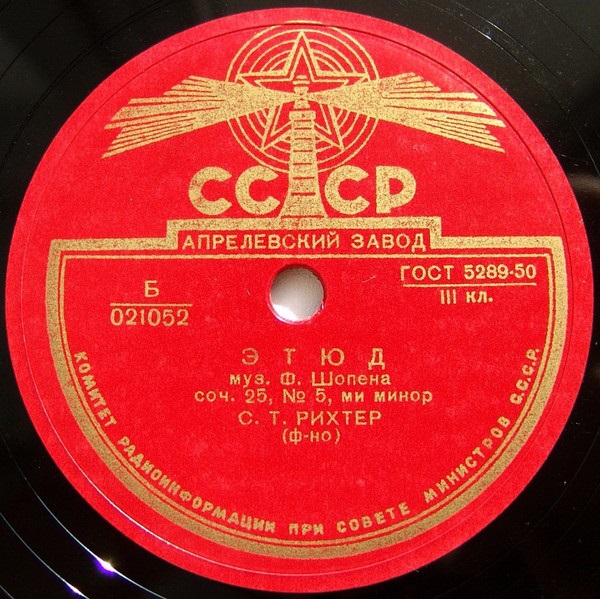 СССР
АПРЕЛЕВСКИЙ ЗАВОД
ГОСТ 5289-50
III кл.
Б
021052
ЭТЮД
муз. Ф. Шопена
соч. 25, № 5, ми минор
С. Т. РИХТЕР
(ф-но)
КОМИТЕТ РАДИОИНФОРМАЦИИ ПРИ СОВЕТЕ МИНИСТРОВ С.С.С.Р.